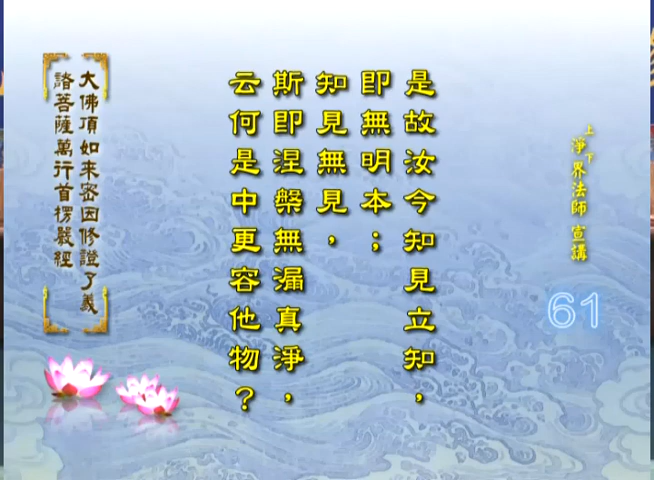 上淨下界法師 宣講
61
是故汝今知見立知，
即無明本；
知見無見，
斯即涅槃無漏真淨，
云何是中更容他物？
大佛頂如來密因修證了義
諸菩薩萬行首楞嚴經